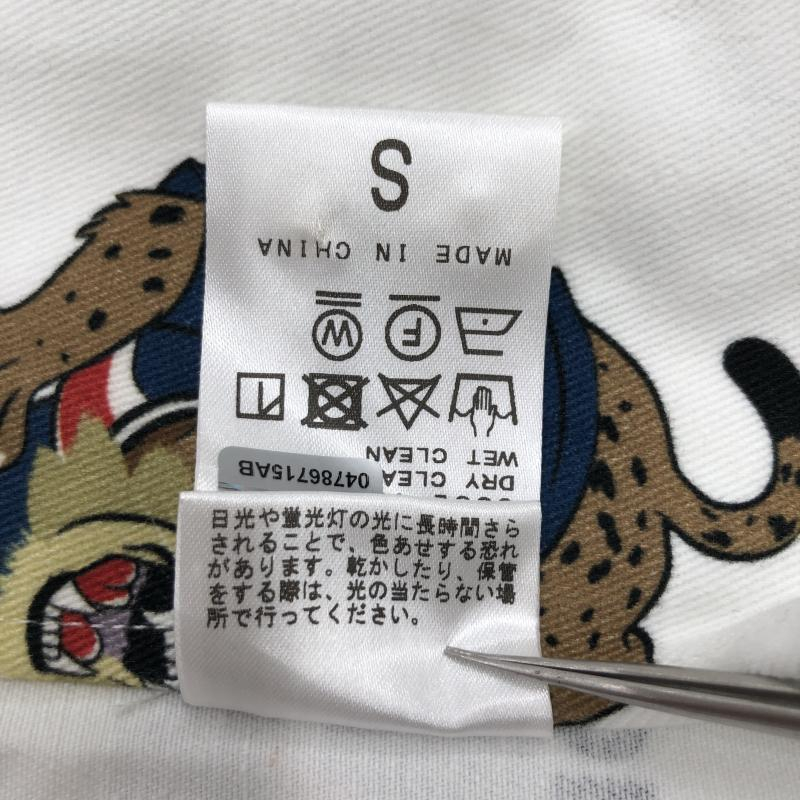 S
MADE IN CHINA
W F
WET CLEAN
DRY CLEA
04786715AB
日光や螢光灯の光に長時間さら
されることで、色あせする恐れ
があります。乾かしたり、保管
をする際は、光の当たらない場
所で行ってください。